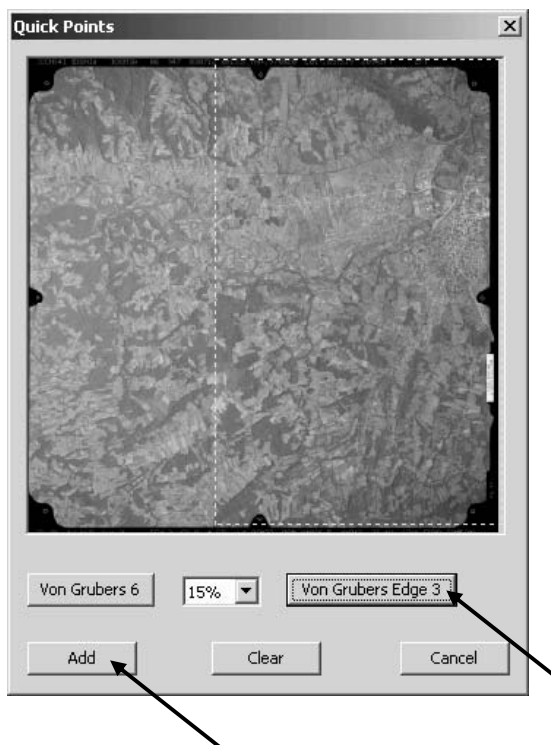 Quick Points
Von Grubers 6
15%
Von Grubers Edge 3
Add
Clear
Cancel